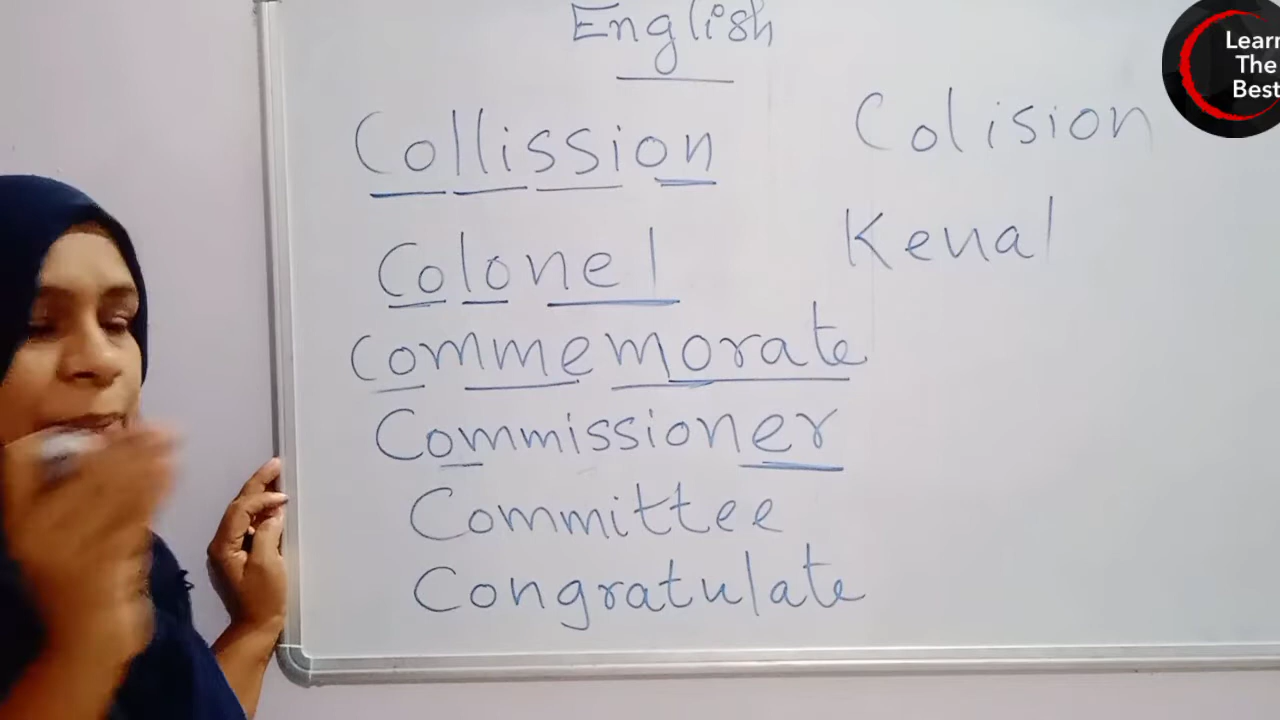 English
Learn
The
Best
Collission Colision
Colonel Kenal
Commemorate
Commissioner
Committee
Congratulate